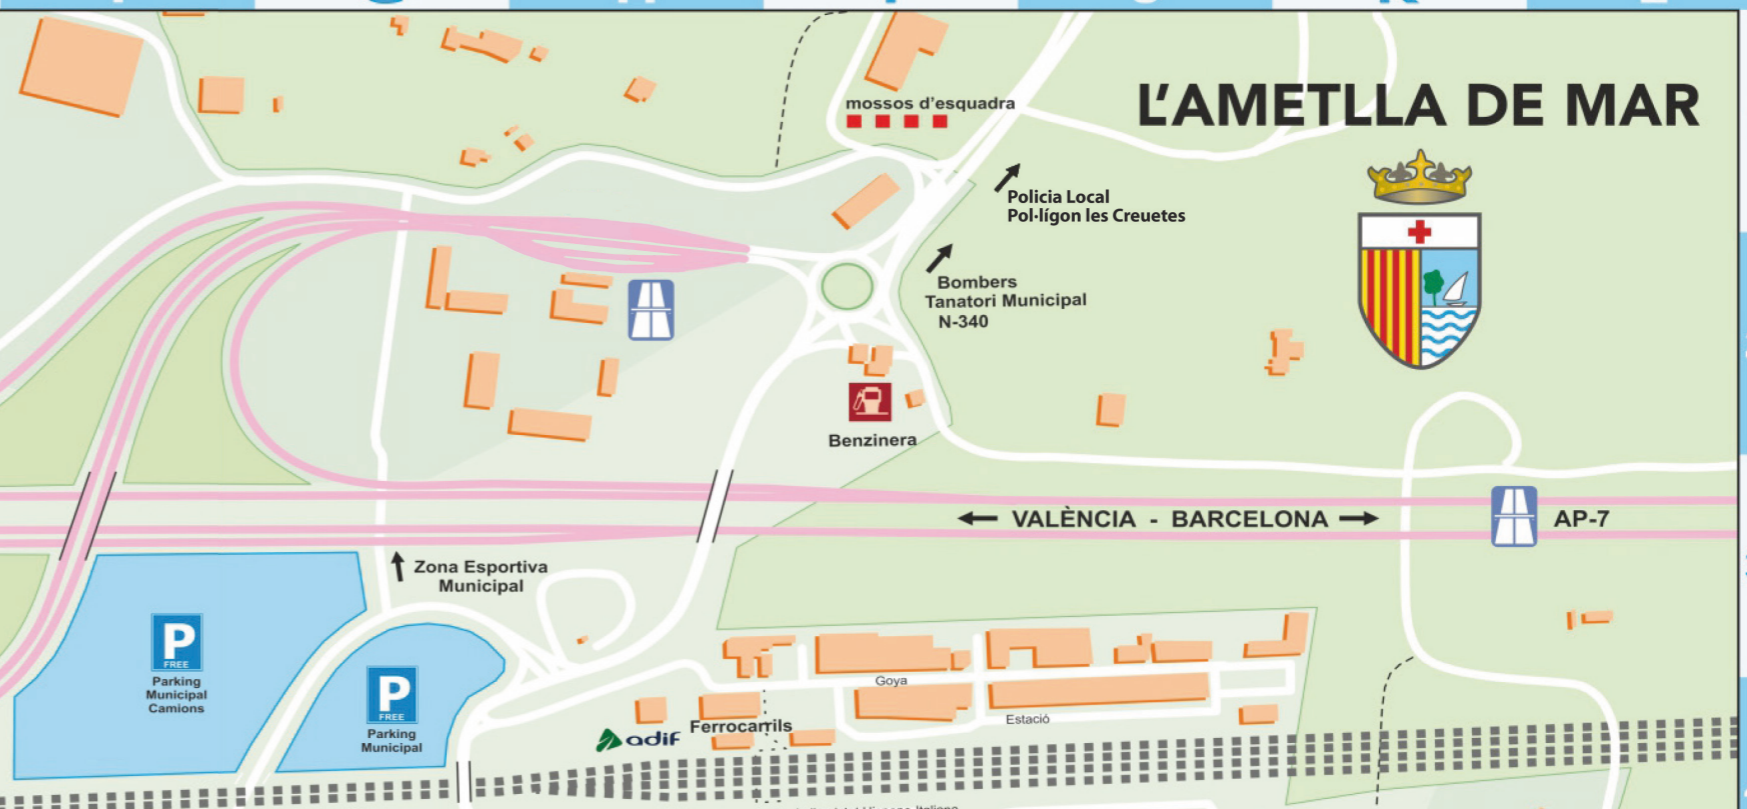 L'AMETLLA DE MAR
mossos d'esquadra
Policia Local
Pol·lígon les Creuetes
Bombers
Tanatori Municipal
N-340
Benzinera
VALÈNCIA - BARCELONA
AP-7
Zona Esportiva
Municipal
P
FREE
Parking
Municipal
Camions
P
FREE
Parking
Municipal
Goya
Estació
Ferrocarrils
adif